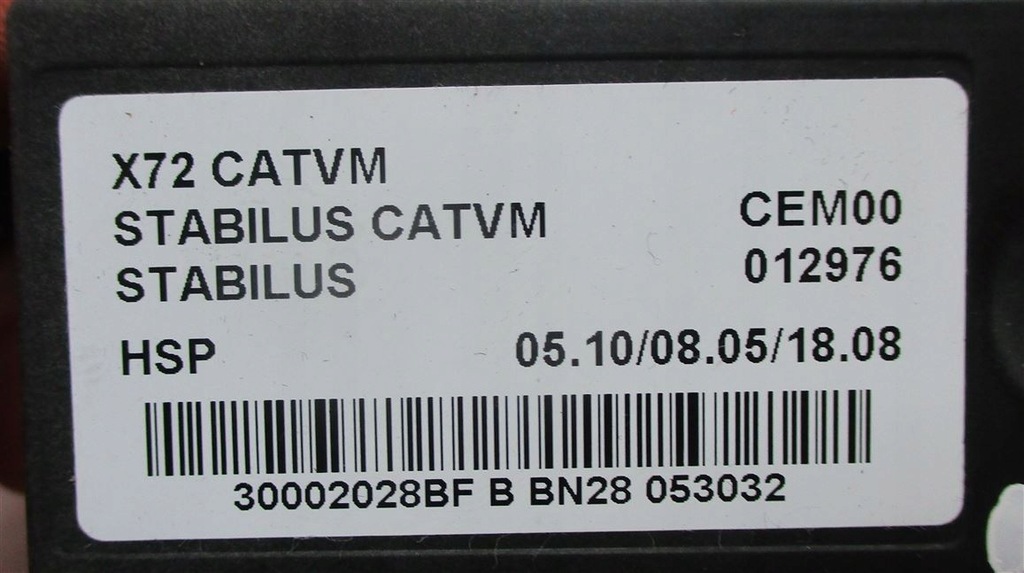 X72 CATVM
STABILUS CATVM
CEM00
STABILUS
012976
HSP
05.10/08.05/18.08
30002028BF B BN28 053032